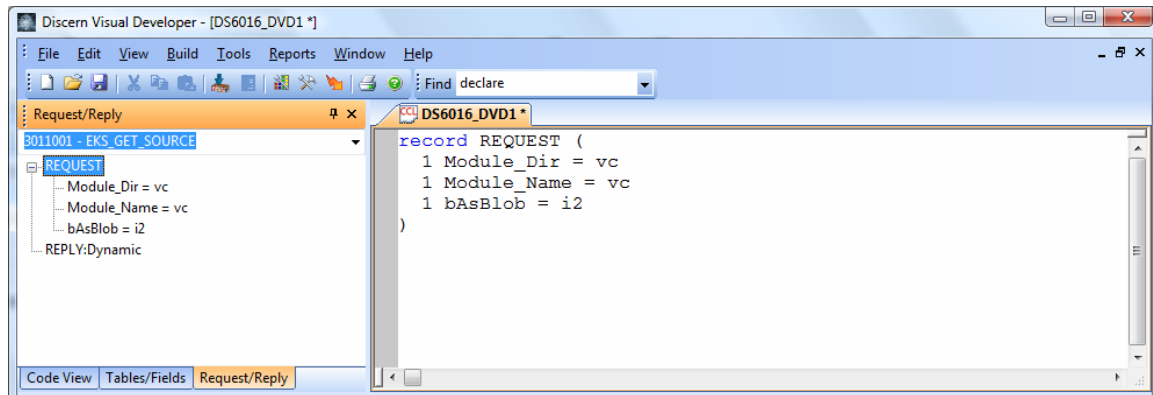 Discern Visual Developer - [DS6016_DVD1 *]
File Edit View Build Tools Reports Window Help
Find declare
Request/Reply
3011001 - EKS_GET_SOURCE
REQUEST
Module_Dir = vc
Module_Name = vc
bAsBlob = i2
REPLY:Dynamic
Code View Tables/Fields Request/Reply
CCL DS6016_DVD1 *
record REQUEST (
1 Module_Dir = vc
1 Module_Name = vc
1 bAsBlob = i2
)